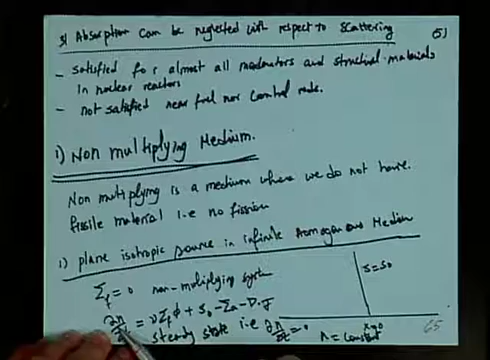 3) Absorption can be neglected with respect to scattering
5)
- satisfied for almost all moderators and structural materials
in nuclear reactors
- not satisfied near fuel nor control rods.
1) Non multiplying Medium.
Non multiplying is a medium where we do not have
fissile material i.e no fission
1) plane isotropic source in infinite Homogenous Medium
Σf = 0 non-multiplying system
S = S0
∂n/∂t = νΣfφ + S0 - Σa - ∇.J
x=0
steady state i.e ∂n/∂t = 0 n = constant
65